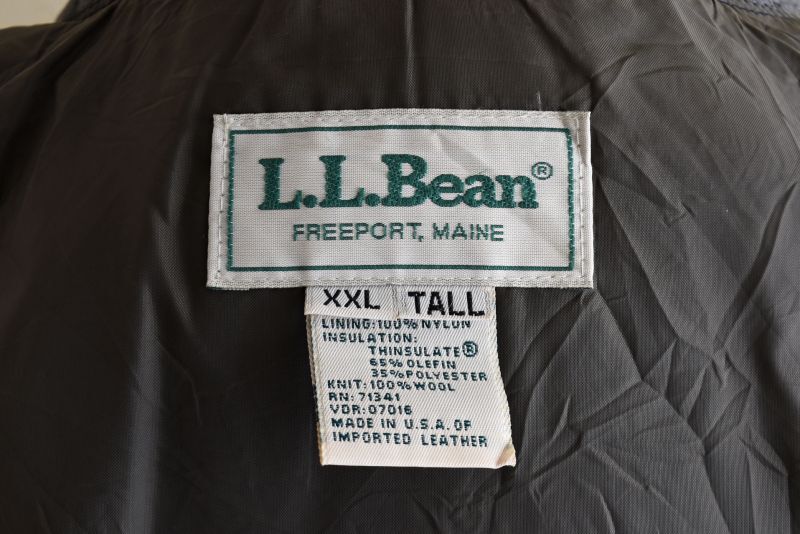 L.L.Bean®
FREEPORT, MAINE
XXL TALL
LINING: 100% NYLON
INSULATION:
THINSULATE®
65% OLEFIN
35% POLYESTER
KNIT: 100% WOOL
RN: 71341
VDR: 07016
MADE IN U.S.A. OF
IMPORTED LEATHER